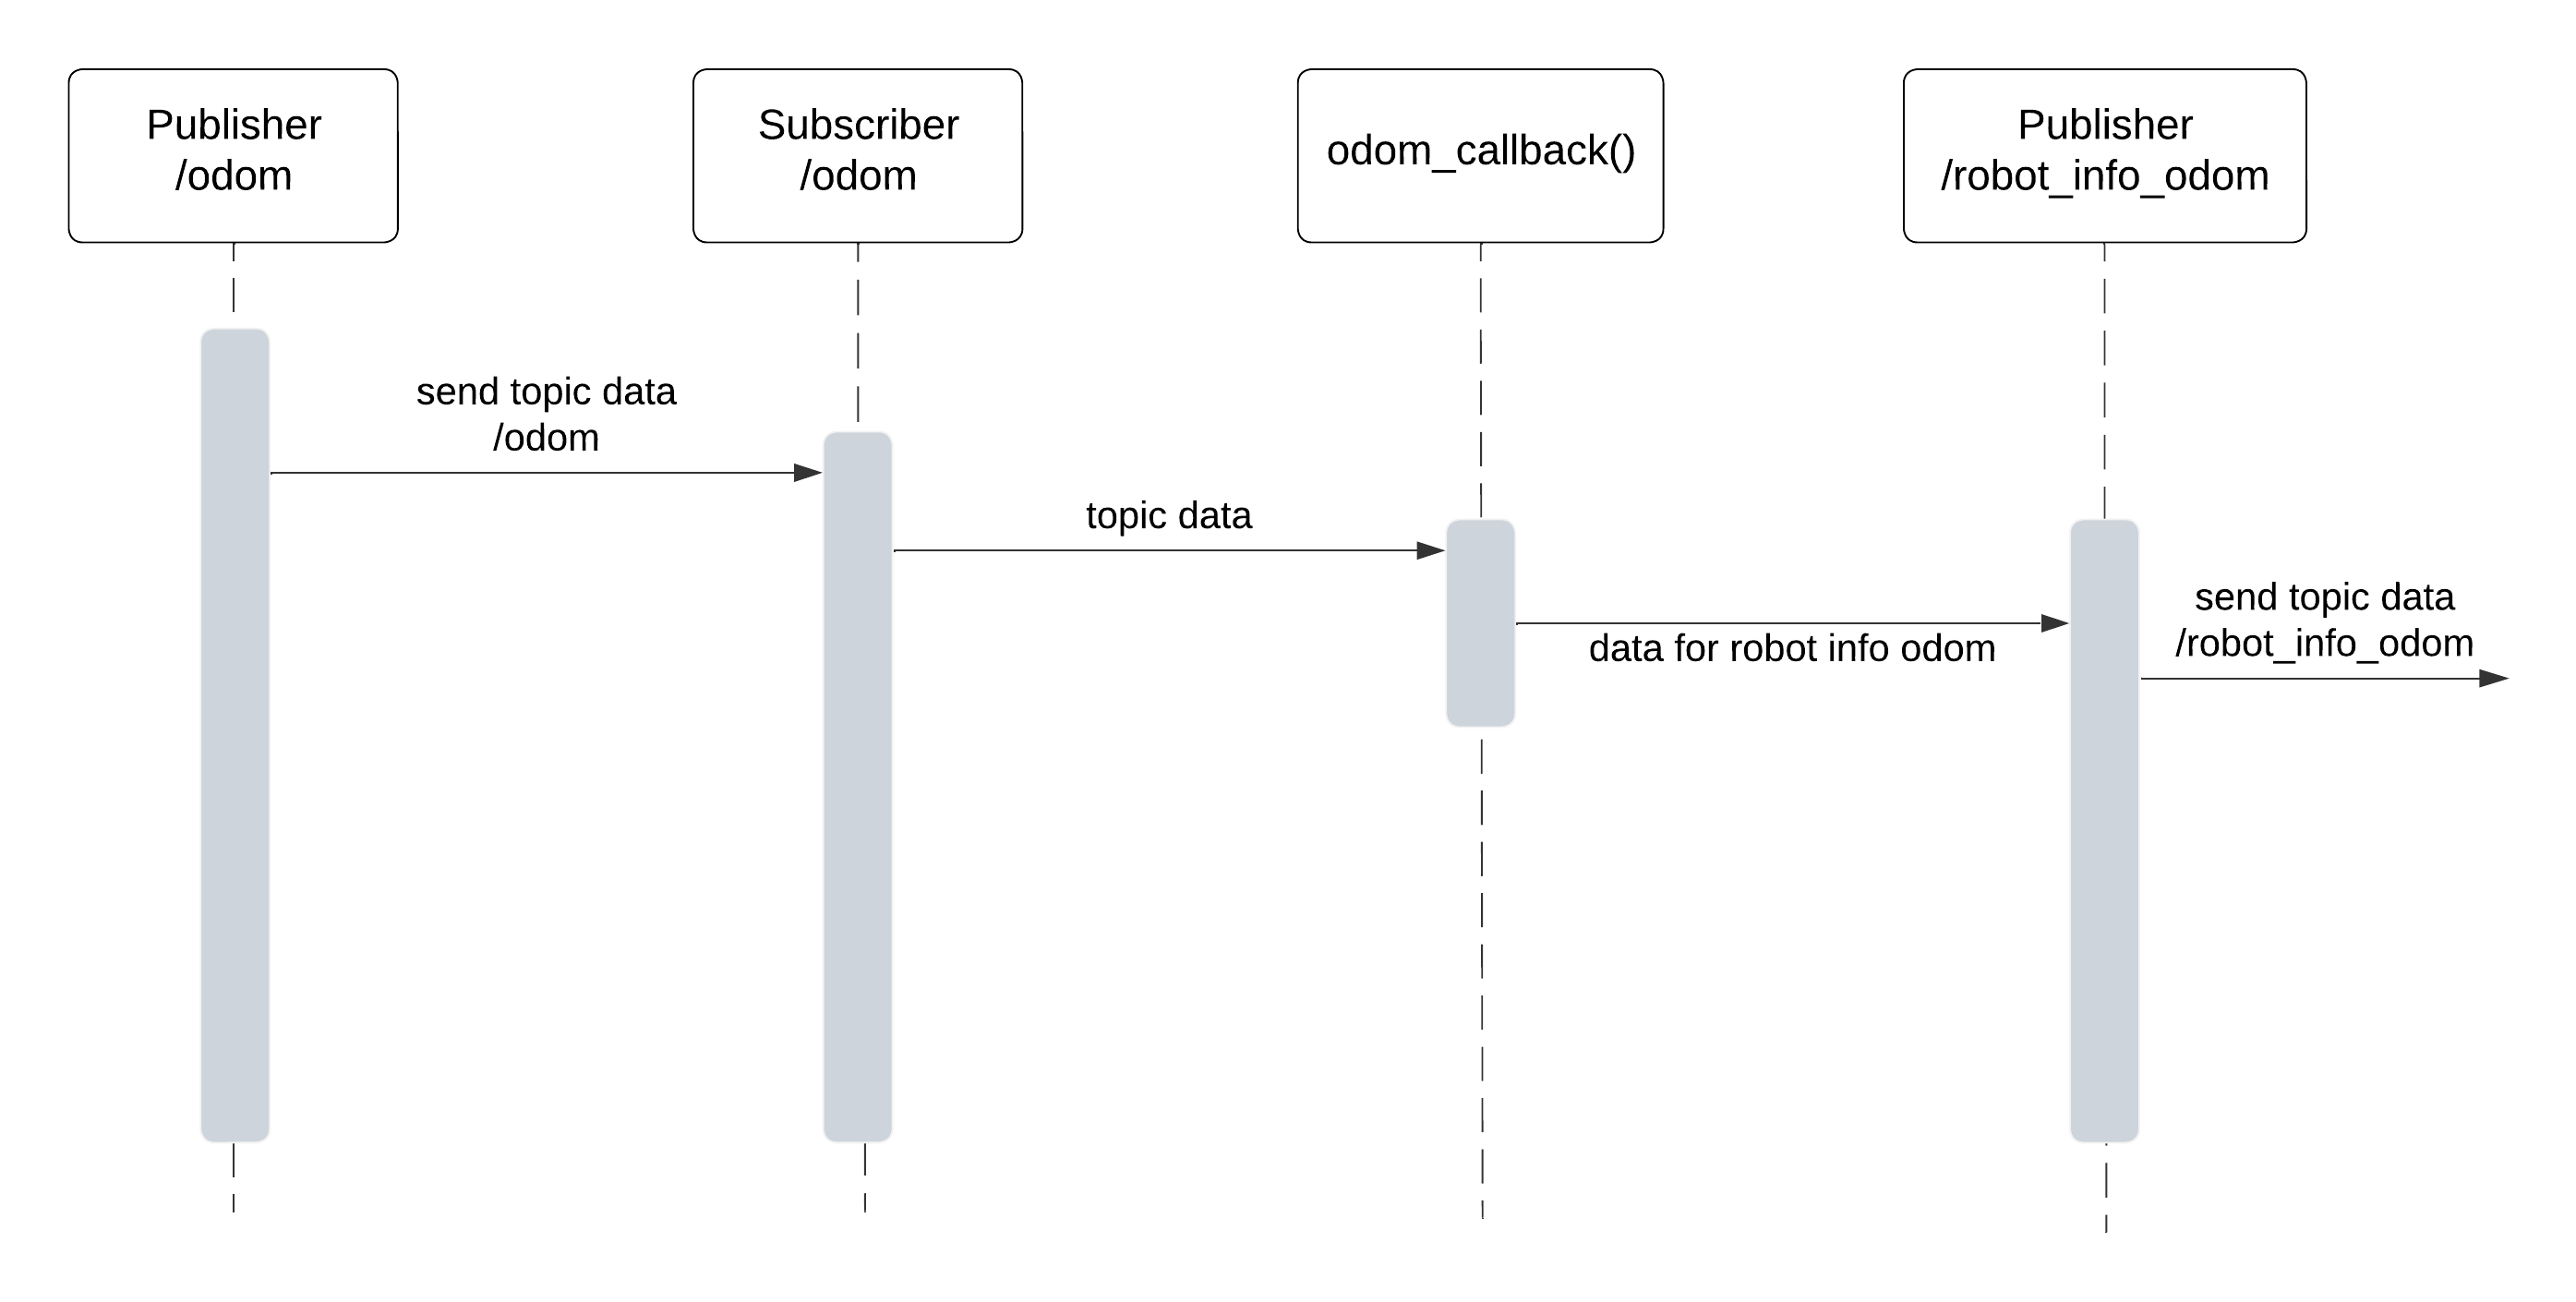 Publisher
/odom
Subscriber
/odom
odom_callback()
Publisher
/robot_info_odom
send topic data
/odom
topic data
data for robot info odom
send topic data
/robot_info_odom